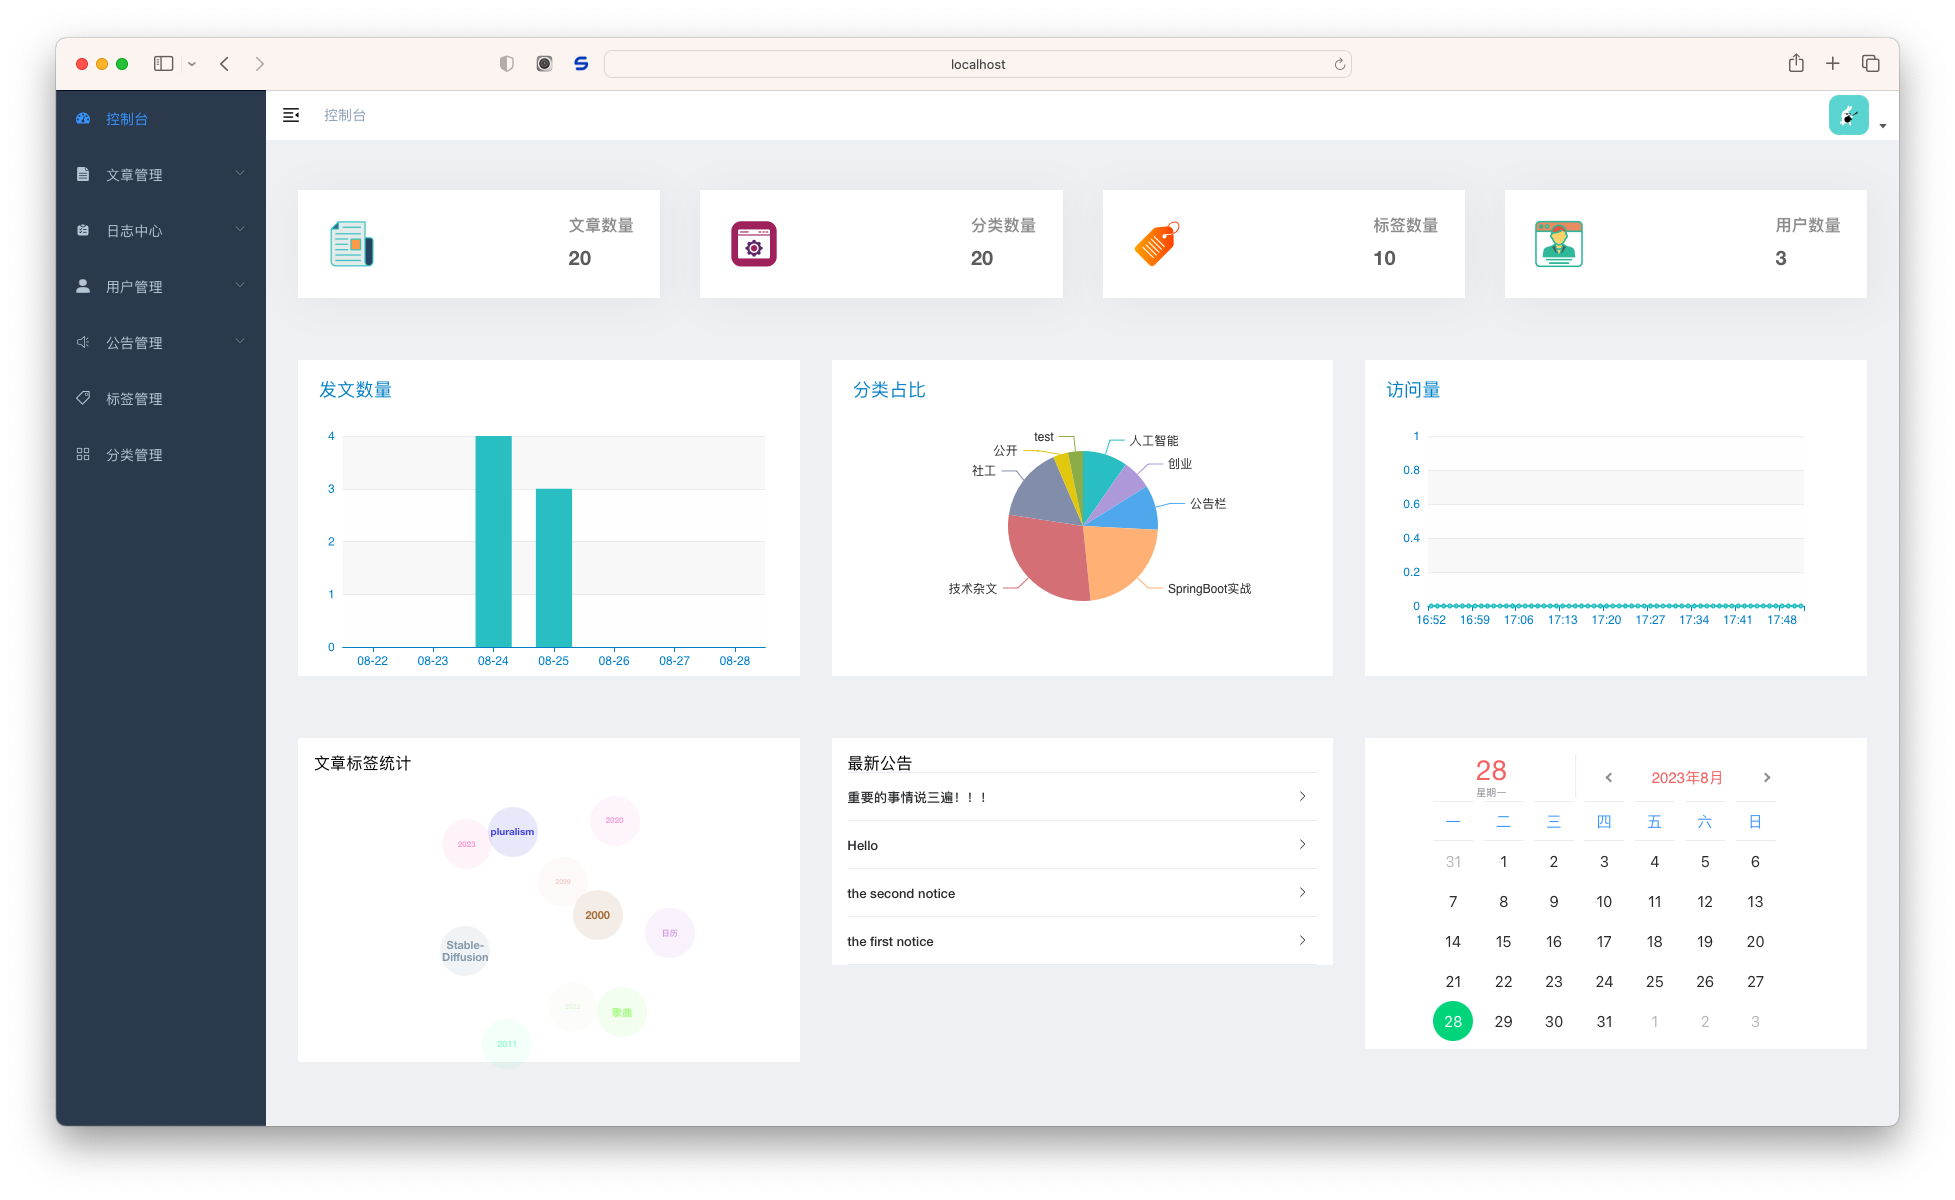 localhost
控制台
文章管理
日志中心
用户管理
公告管理
标签管理
分类管理
控制台
文章数量
20
分类数量
20
标签数量
10
用户数量
3
发文数量
4
3
2
1
0
08-22 08-23 08-24 08-25 08-26 08-27 08-28
分类占比
test
公开
社工
技术杂文
人工智能
创业
公告栏
SpringBoot实战
访问量
1
0.8
0.6
0.4
0.2
0
16:52 16:59 17:06 17:13 17:20 17:27 17:34 17:41 17:48
文章标签统计
2020
pluralism
2023
2000
日历
Stable-
Diffusion
歌曲
2011
最新公告
重要的事情说三遍！！！
Hello
the second notice
the first notice
28
星期一
2023年8月
一 二 三 四 五 六 日
31 1 2 3 4 5 6
7 8 9 10 11 12 13
14 15 16 17 18 19 20
21 22 23 24 25 26 27
28 29 30 31 1 2 3